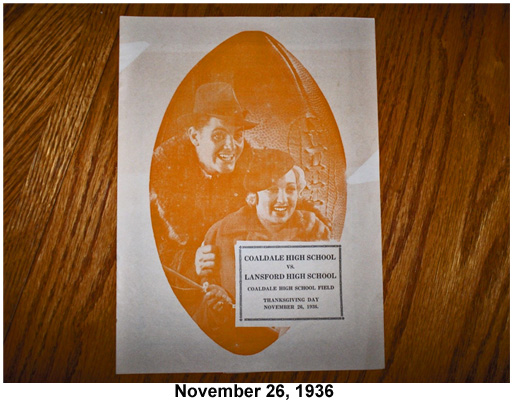 COALDALE HIGH SCHOOL
VS.
LANSFORD HIGH SCHOOL
COALDALE HIGH SCHOOL FIELD
THANKSGIVING DAY
NOVEMBER 26, 1936.
November 26, 1936